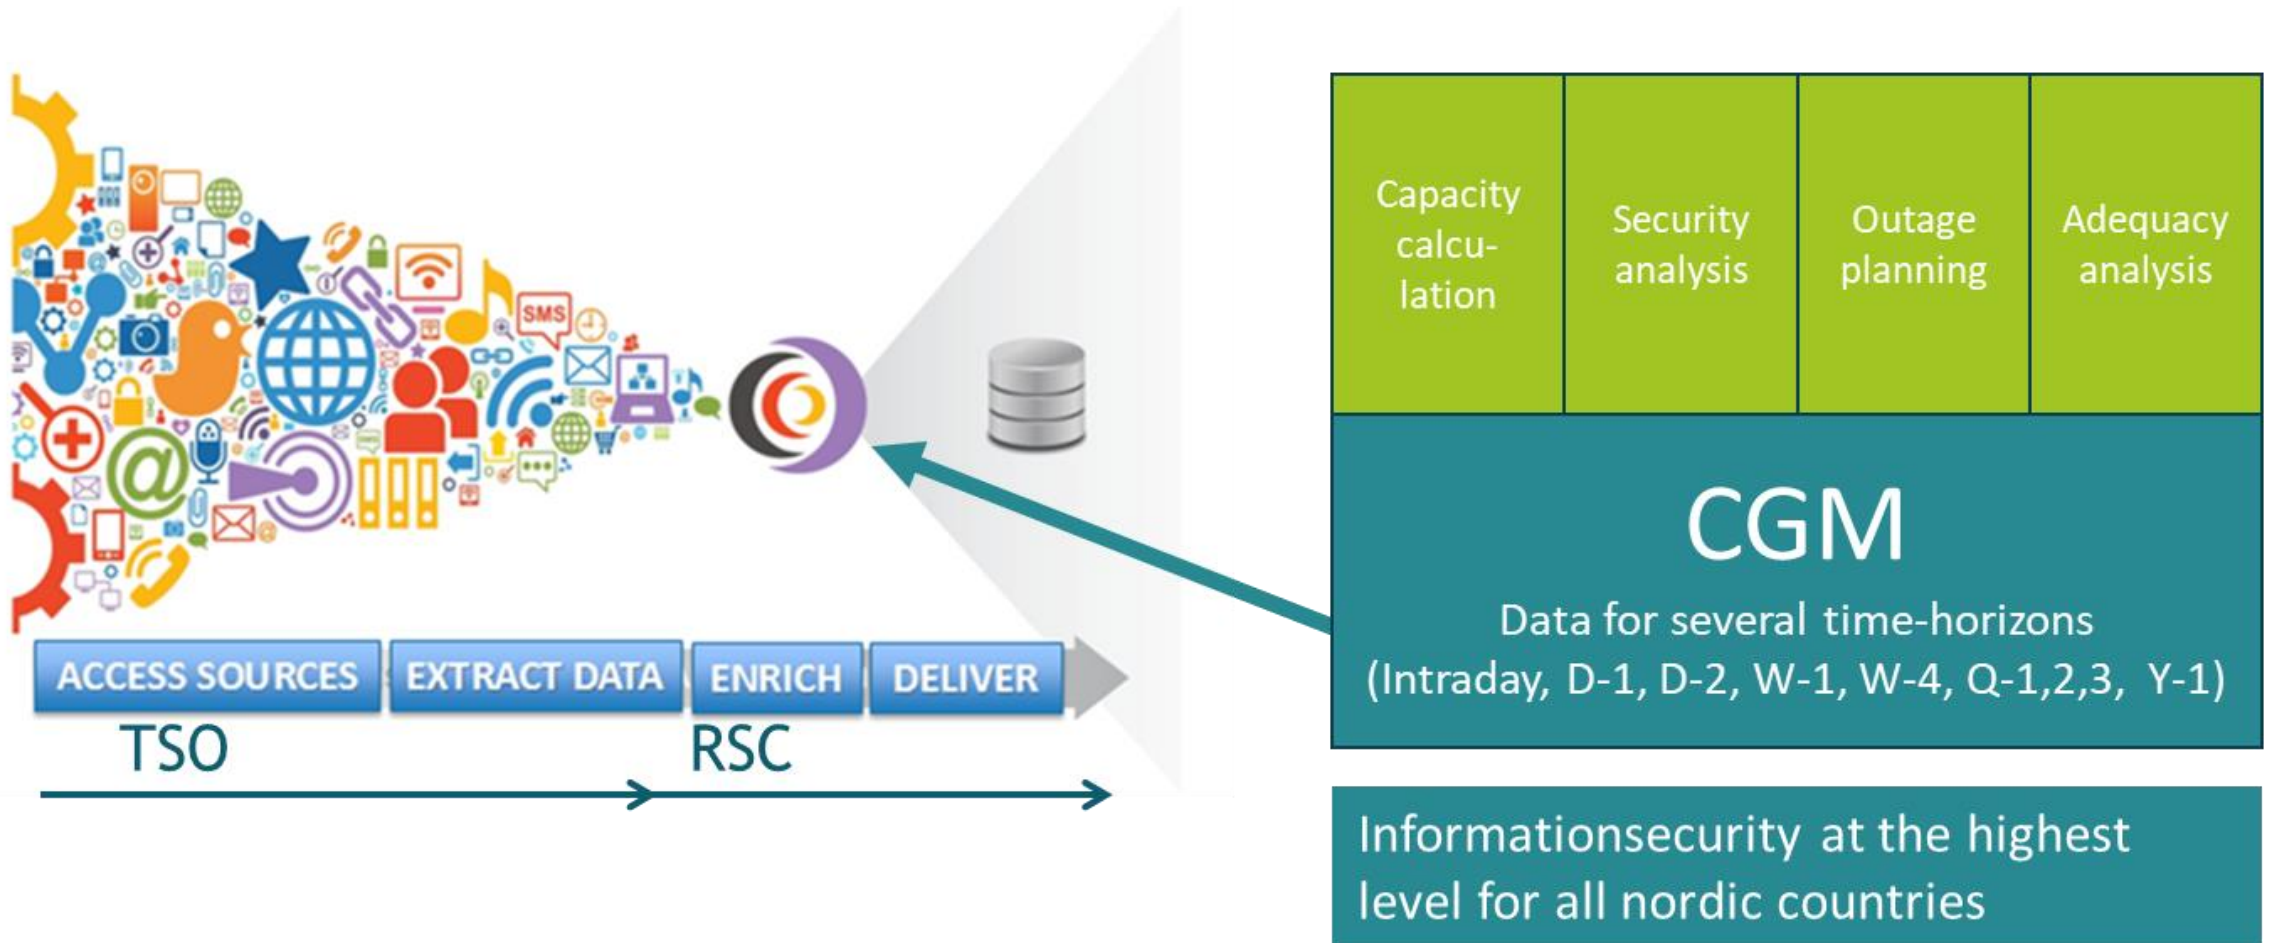 SMS
@
ACCESS SOURCES
EXTRACT DATA
ENRICH
DELIVER
TSO
RSC
Capacity
calcu-
lation
Security
analysis
Outage
planning
Adequacy
analysis
CGM
Data for several time-horizons
(Intraday, D-1, D-2, W-1, W-4, Q-1,2,3, Y-1)
Informationsecurity at the highest
level for all nordic countries